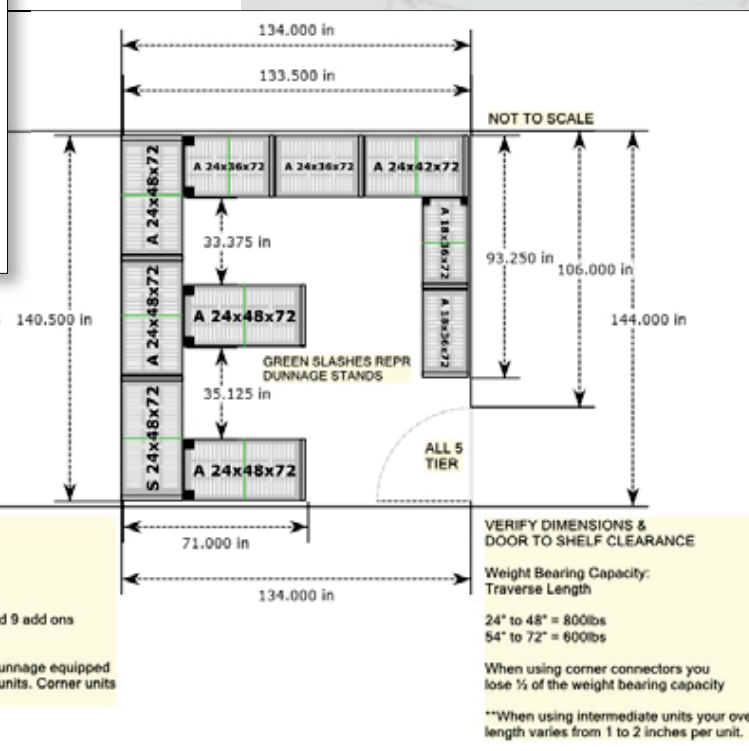 134.000 in
133.500 in
NOT TO SCALE
A 24x48x72
A 24x36x72
A 24x36x72
A 24x42x72
A 18x36x72
33.375 in
93.250 in
106.000 in
A 24x48x72
A 24x48x72
A 18x36x72
140.500 in
144.000 in
GREEN SLASHES REPR
DUNNAGE STANDS
35.125 in
S 24x48x72
A 24x48x72
ALL 5
TIER
71.000 in
134.000 in
VERIFY DIMENSIONS &
DOOR TO SHELF CLEARANCE
Weight Bearing Capacity:
Traverse Length
24" to 48" = 800lbs
54" to 72" = 600lbs
When using corner connectors you
lose ½ of the weight bearing capacity
**When using intermediate units your ove
length varies from 1 to 2 inches per unit.
d 9 add ons
unnage equipped
units. Corner units